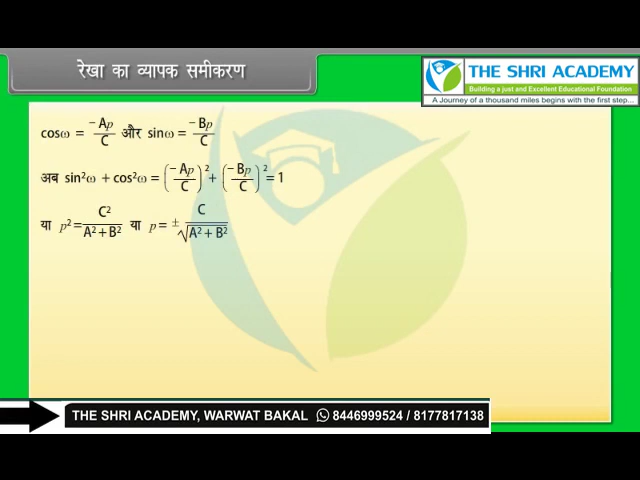 रेखा का व्यापक समीकरण
THE SHRI ACADEMY
Building a just and Excellent Educational Foundation
A Journey of a thousand miles begins with the first step...
cosω = −Ap/C और sinω = −Bp/C
अब sin²ω + cos²ω = (−Ap/C)² + (−Bp/C)² = 1
या p² = C²/A² + B² या p = ± C/√A² + B²
THE SHRI ACADEMY, WARWAT BAKAL 8446999524 / 8177817138